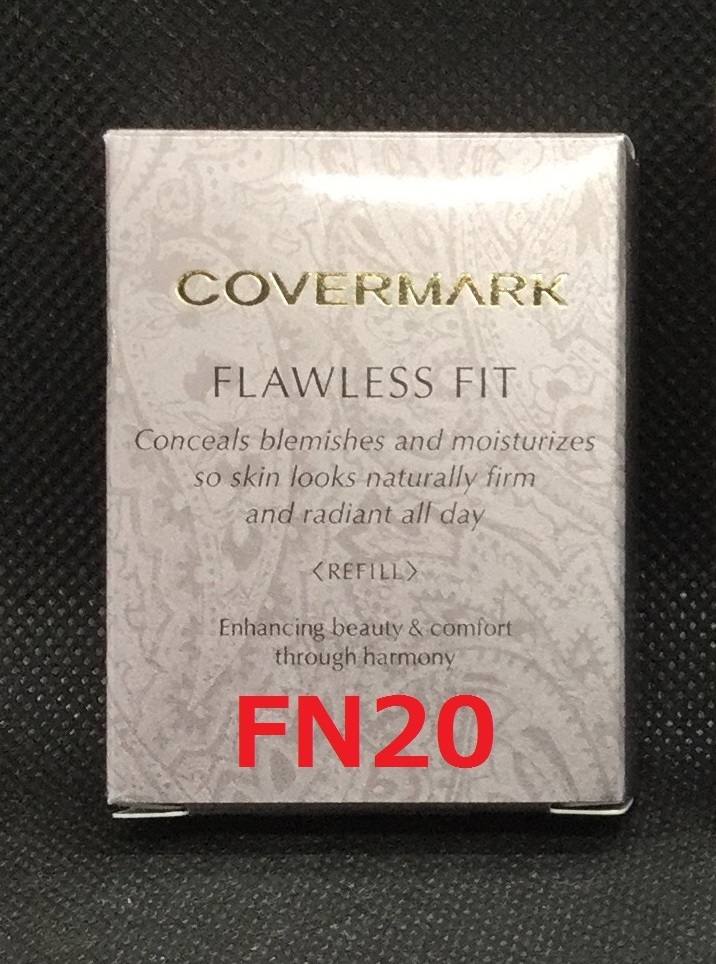 COVERMARK
FLAWLESS FIT
Conceals blemishes and moisturizes
so skin looks naturally firm
and radiant all day
〈REFILL〉
Enhancing beauty & comfort
through harmony
FN20